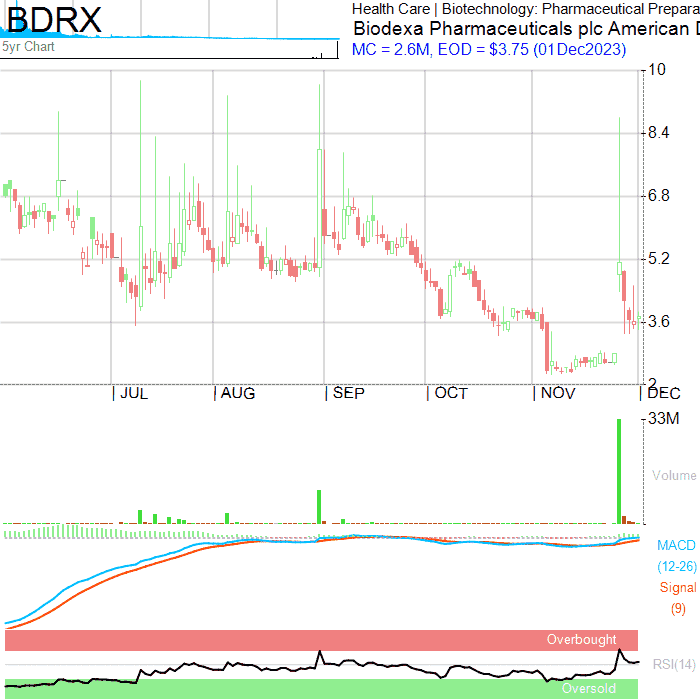 BDRX
5yr Chart
Health Care | Biotechnology: Pharmaceutical Prepara
Biodexa Pharmaceuticals plc American D
MC = 2.6M, EOD = $3.75 (01Dec2023)
10
8.4
6.8
5.2
3.6
2
JUL
AUG
SEP
OCT
NOV
DEC
33M
Volume
MACD
(12-26)
Signal
(9)
Overbought
RSI(14)
Oversold